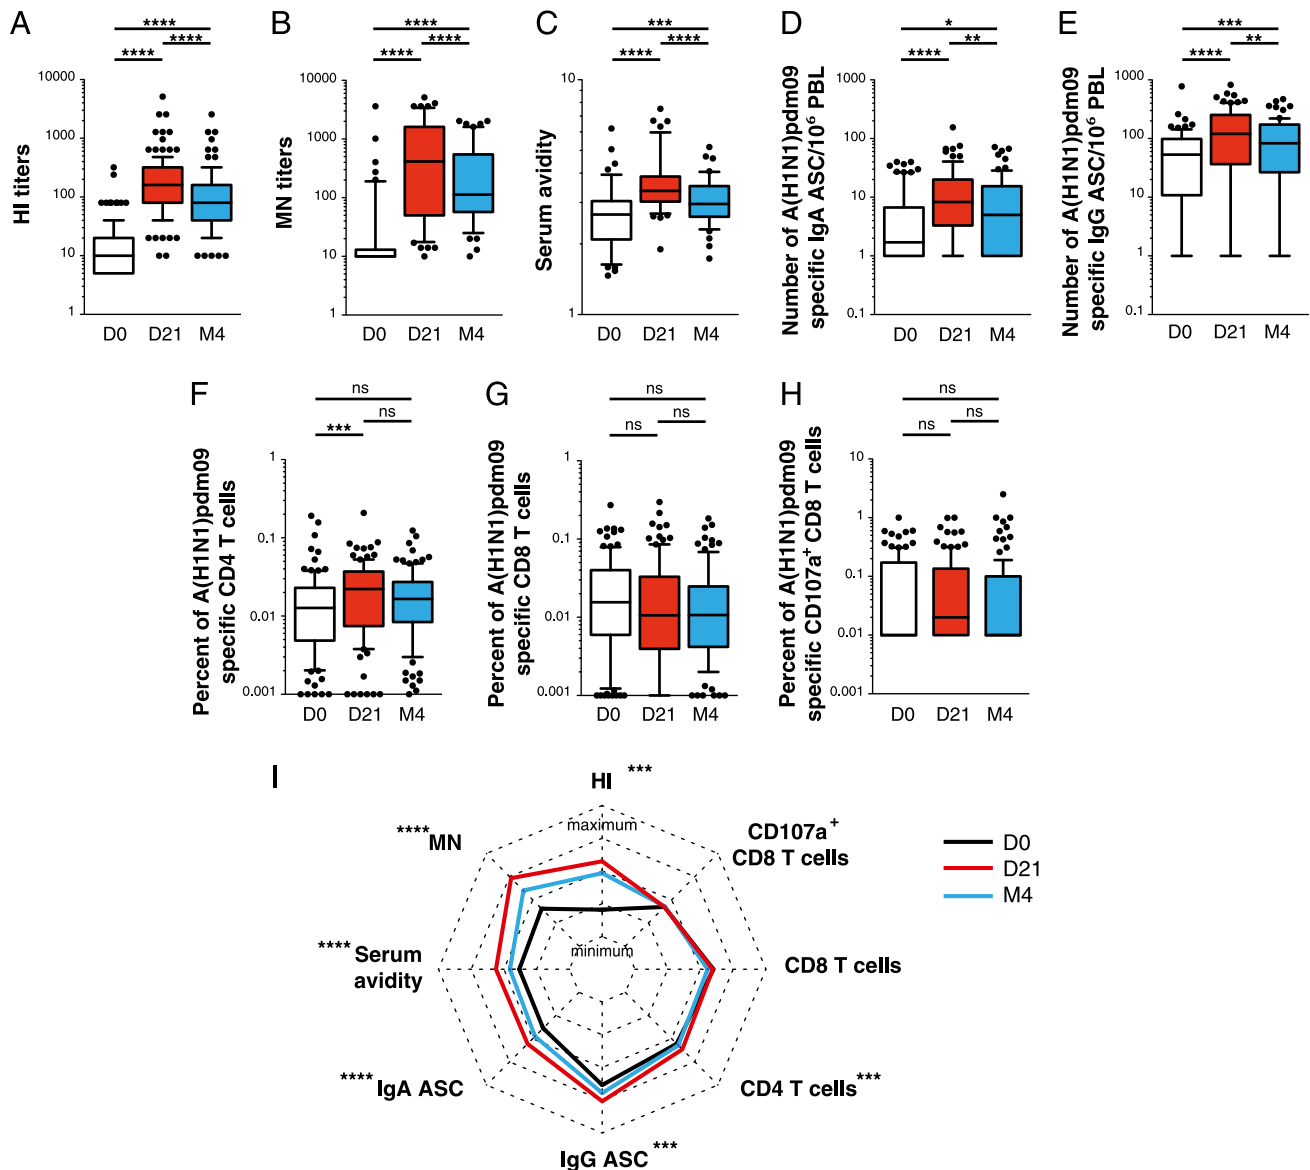 A
****
****
****
HI titers
10000
1000
100
10
1
D0 D21 M4
B
****
****
****
MN titers
10000
1000
100
10
1
D0 D21 M4
C
***
****
****
Serum avidity
10
1
D0 D21 M4
D
*
**
****
Number of A(H1N1)pdm09
specific IgA ASC/10⁶ PBL
1000
100
10
1
0.1
D0 D21 M4
E
***
**
****
Number of A(H1N1)pdm09
specific IgG ASC/10⁶ PBL
1000
100
10
1
0.1
D0 D21 M4
F
ns
ns
***
Percent of A(H1N1)pdm09
specific CD4 T cells
1
0.1
0.01
0.001
D0 D21 M4
G
ns
ns
ns
Percent of A(H1N1)pdm09
specific CD8 T cells
1
0.1
0.01
0.001
D0 D21 M4
H
ns
ns
ns
Percent of A(H1N1)pdm09
specific CD107a⁺ CD8 T cells
10
1
0.1
0.01
0.001
D0 D21 M4
I
HI ***
CD107a⁺
CD8 T cells
CD8 T cells
CD4 T cells***
IgG ASC ***
****IgA ASC
****Serum
avidity
****MN
maximum
minimum
D0
D21
M4